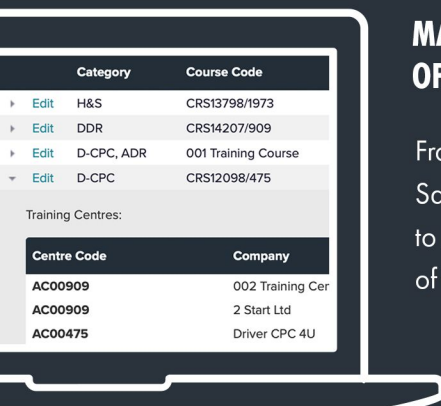 Category Course Code
Edit H&S CRS13798/1973
Edit DDR CRS14207/909
Edit D-CPC, ADR 001 Training Course
Edit D-CPC CRS12098/475
Training Centres:
Centre Code Company
AC00909 002 Training Cer
AC00909 2 Start Ltd
AC00475 Driver CPC 4U
MA
OF
Fro
Sa
to
of